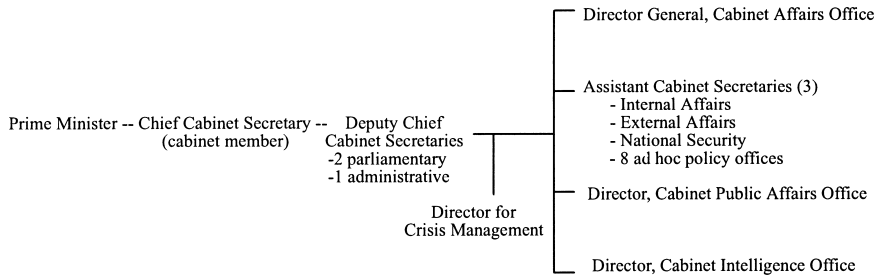 Director General, Cabinet Affairs Office
Assistant Cabinet Secretaries (3)
- Internal Affairs
- External Affairs
- National Security
- 8 ad hoc policy offices
Prime Minister -- Chief Cabinet Secretary --
(cabinet member)
Deputy Chief
Cabinet Secretaries
-2 parliamentary
-1 administrative
Director for
Crisis Management
Director, Cabinet Public Affairs Office
Director, Cabinet Intelligence Office